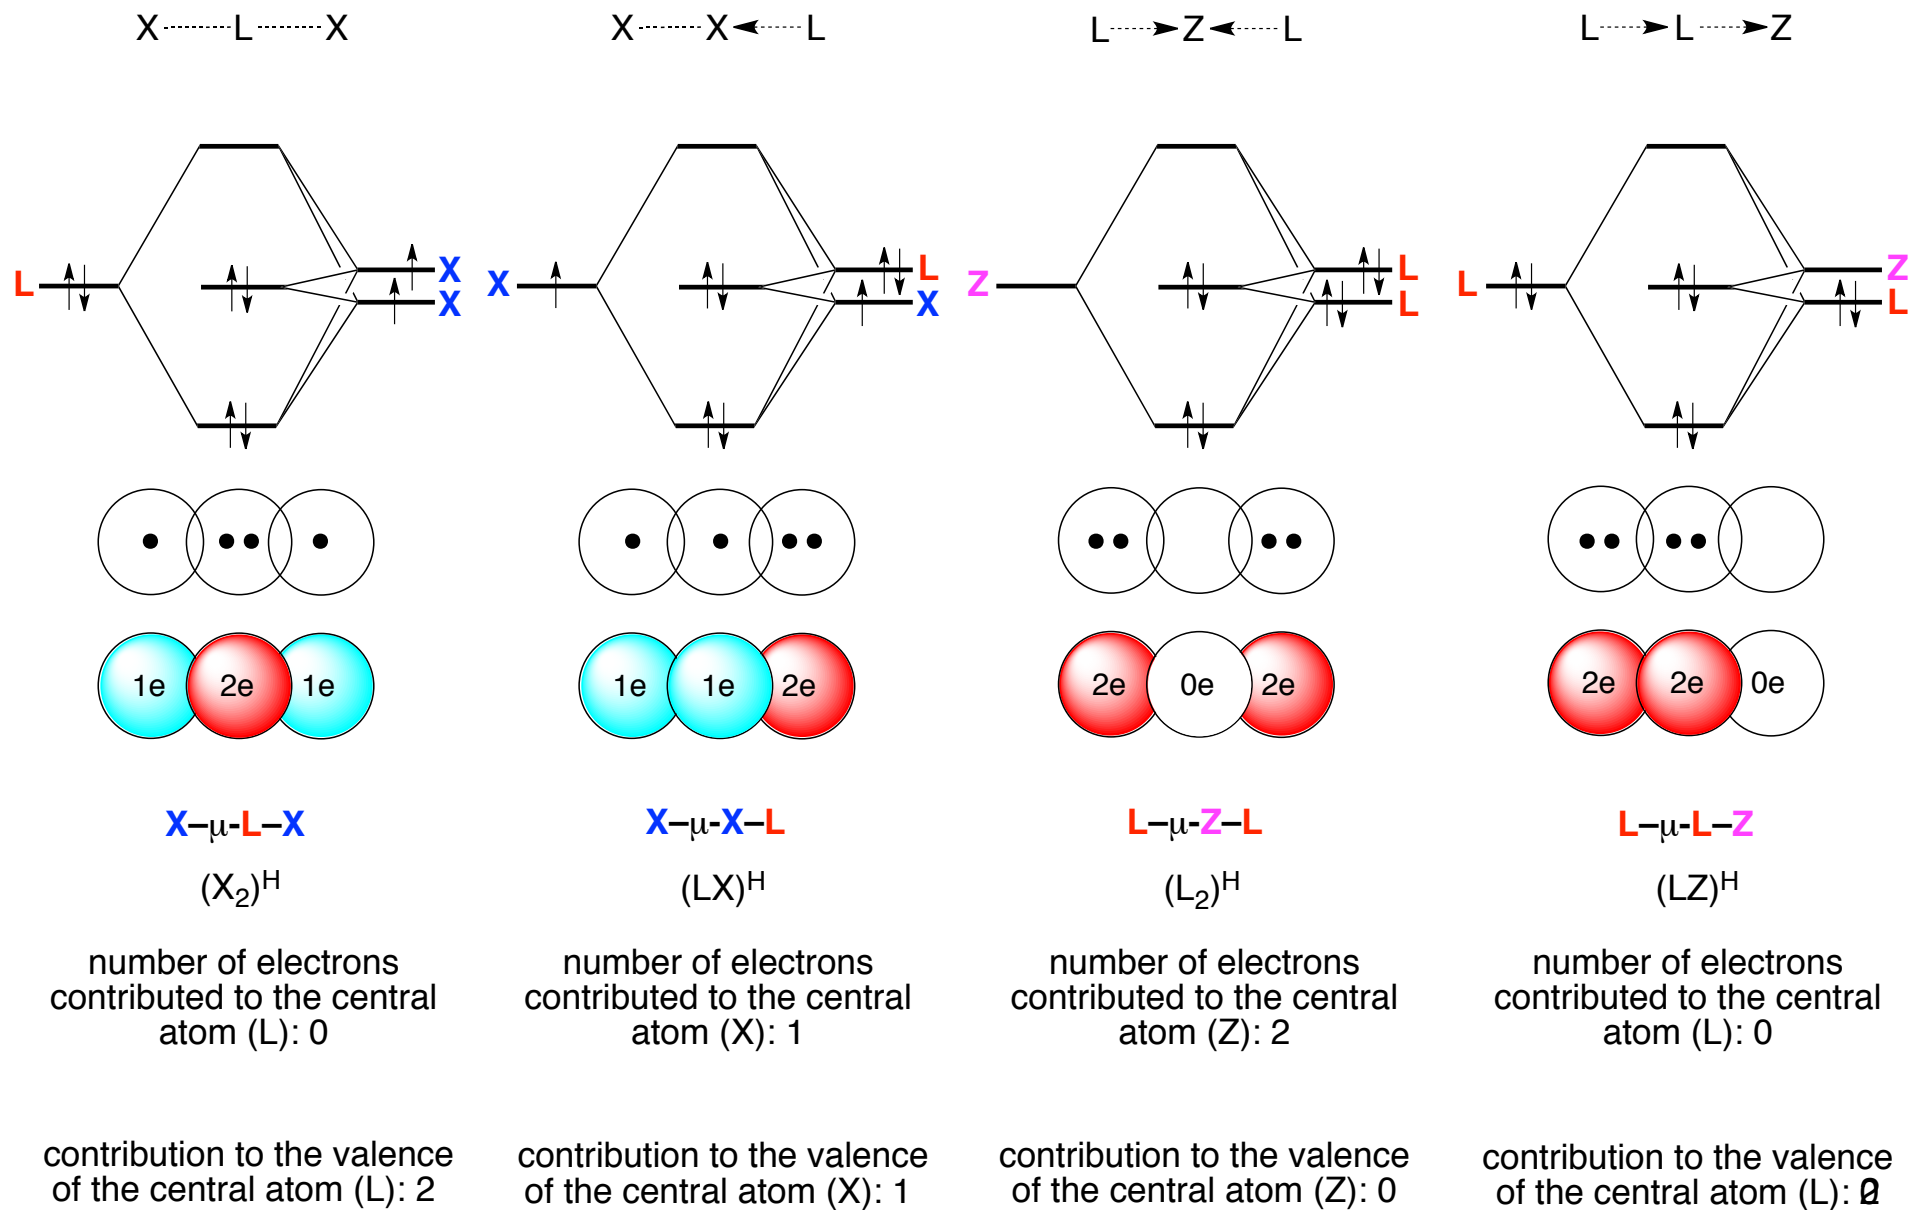 X L X
X X L
L Z L
L L Z
L X X
X L X
Z L L
L Z L
1e 2e 1e
1e 1e 2e
2e 0e 2e
2e 2e 0e
X–μ-L–X
X–μ-X–L
L–μ-Z–L
L–μ-L–Z
(X₂)ᴴ
(LX)ᴴ
(L₂)ᴴ
(LZ)ᴴ
number of electrons
contributed to the central
atom (L): 0
number of electrons
contributed to the central
atom (X): 1
number of electrons
contributed to the central
atom (Z): 2
number of electrons
contributed to the central
atom (L): 0
contribution to the valence
of the central atom (L): 2
contribution to the valence
of the central atom (X): 1
contribution to the valence
of the central atom (Z): 0
contribution to the valence
of the central atom (L):